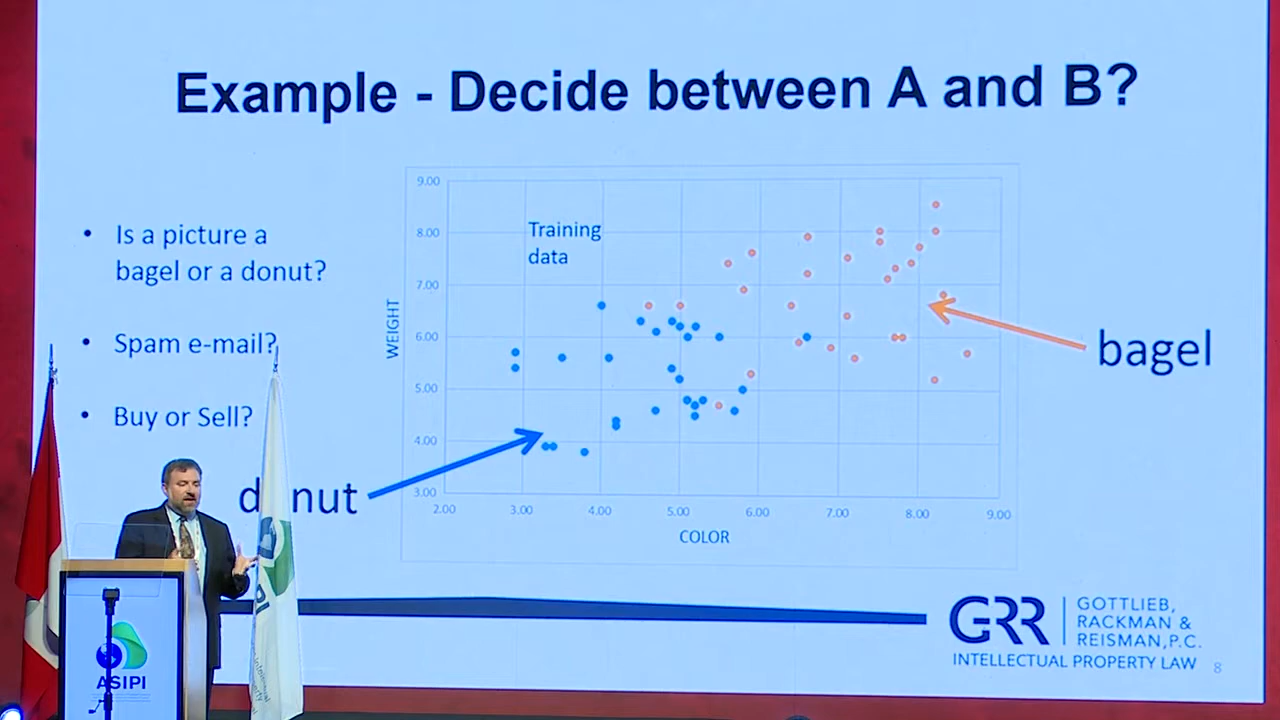 Example - Decide between A and B?
• Is a picture a
bagel or a donut?
• Spam e-mail?
• Buy or Sell?
Training
data
WEIGHT
9.00
8.00
7.00
6.00
5.00
4.00
3.00
2.00 3.00 4.00 5.00 6.00 7.00 8.00 9.00
COLOR
bagel
d nut
GRR
GOTTLIEB,
RACKMAN &
REISMAN,P.C.
INTELLECTUAL PROPERTY LAW
8
ASIPI
PI